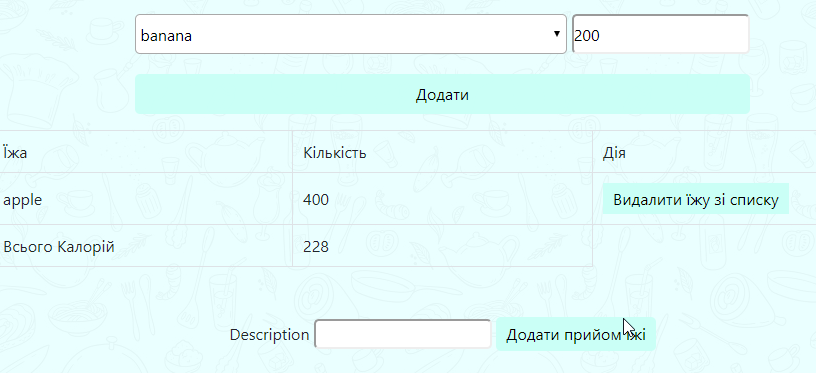 banana 200
Додати
Їжа Кількість Дія
apple 400 Видалити їжу зі списку
Всього Калорій 228
Description Додати прийом їжі